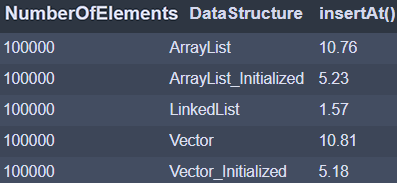 NumberOfElements DataStructure insertAt()
100000 ArrayList 10.76
100000 ArrayList_Initialized 5.23
100000 LinkedList 1.57
100000 Vector 10.81
100000 Vector_Initialized 5.18